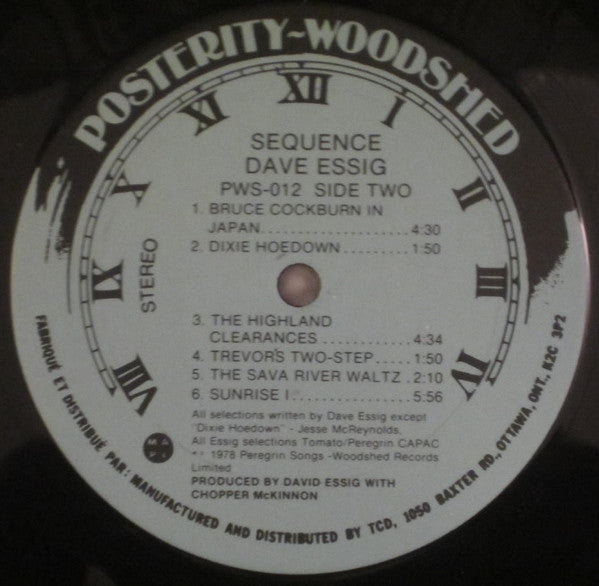 POSTERITY~WOODSHED
XII
I
II
III
IV
VIII
IX
X
XI
STEREO
SEQUENCE
DAVE ESSIG
PWS-012 SIDE TWO
1. BRUCE COCKBURN IN
JAPAN.....................4:30
2. DIXIE HOEDOWN.........1:50
3. THE HIGHLAND
CLEARANCES............4:34
4. TREVOR'S TWO-STEP.....1:50
5. THE SAVA RIVER WALTZ .2:10
6. SUNRISE I................5:56
All selections written by Dave Essig except
"Dixie Hoedown" - Jesse McReynolds.
All Essig selections Tomato/Peregrin CAPAC
1978 Peregrin Songs -Woodshed Records
Limited
PRODUCED BY DAVID ESSIG WITH
CHOPPER McKINNON
M A
P L
FABRIQUÉ ET DISTRIBUÉ PAR: MANUFACTURED AND DISTRIBUTED BY TCD, 1050 BAXTER RD., OTTAWA, ONT., K2C 3P2